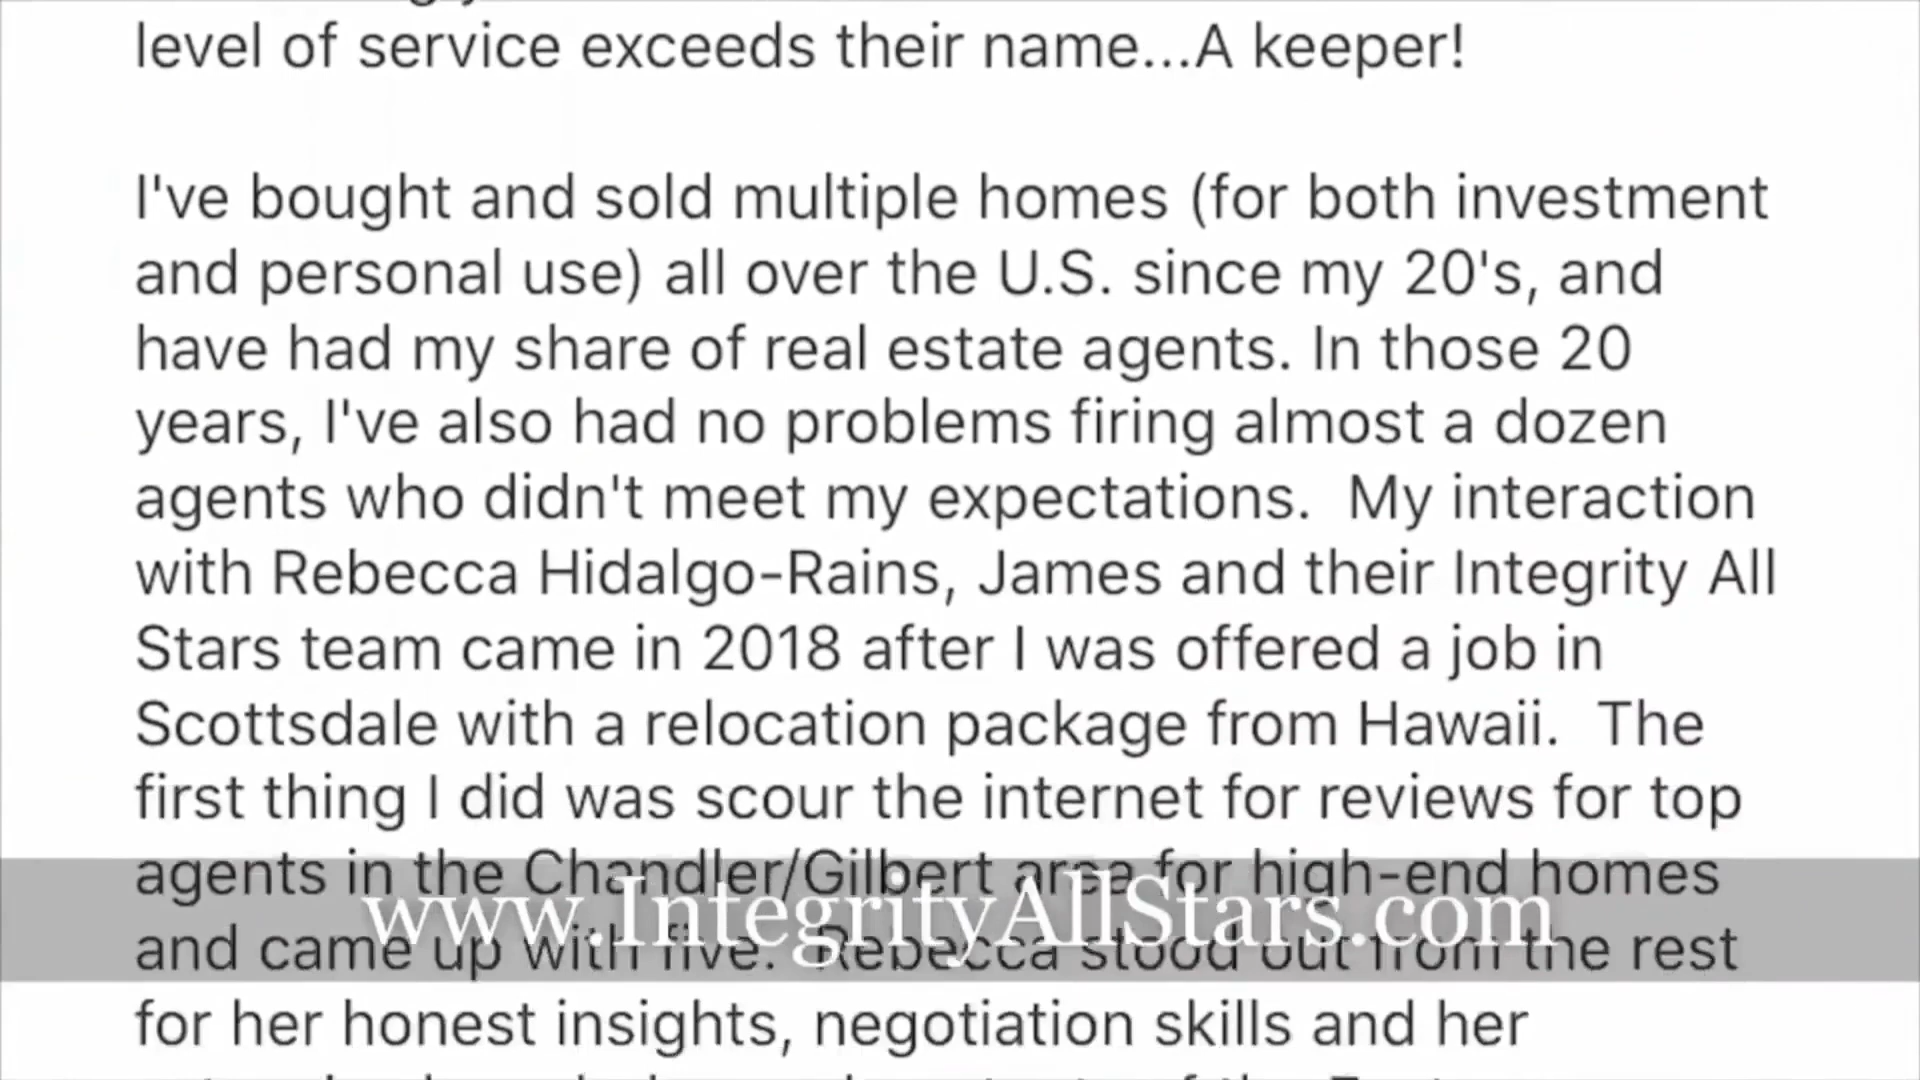 level of service exceeds their name...A keeper!
I've bought and sold multiple homes (for both investment
and personal use) all over the U.S. since my 20's, and
have had my share of real estate agents. In those 20
years, I've also had no problems firing almost a dozen
agents who didn't meet my expectations.  My interaction
with Rebecca Hidalgo-Rains, James and their Integrity All
Stars team came in 2018 after I was offered a job in
Scottsdale with a relocation package from Hawaii.  The
first thing I did was scour the internet for reviews for top
agents in the Chandler/Gilbert area for high-end homes
www.IntegrityAllStars.com
and came up with five.  Rebecca stood out from the rest
for her honest insights, negotiation skills and her